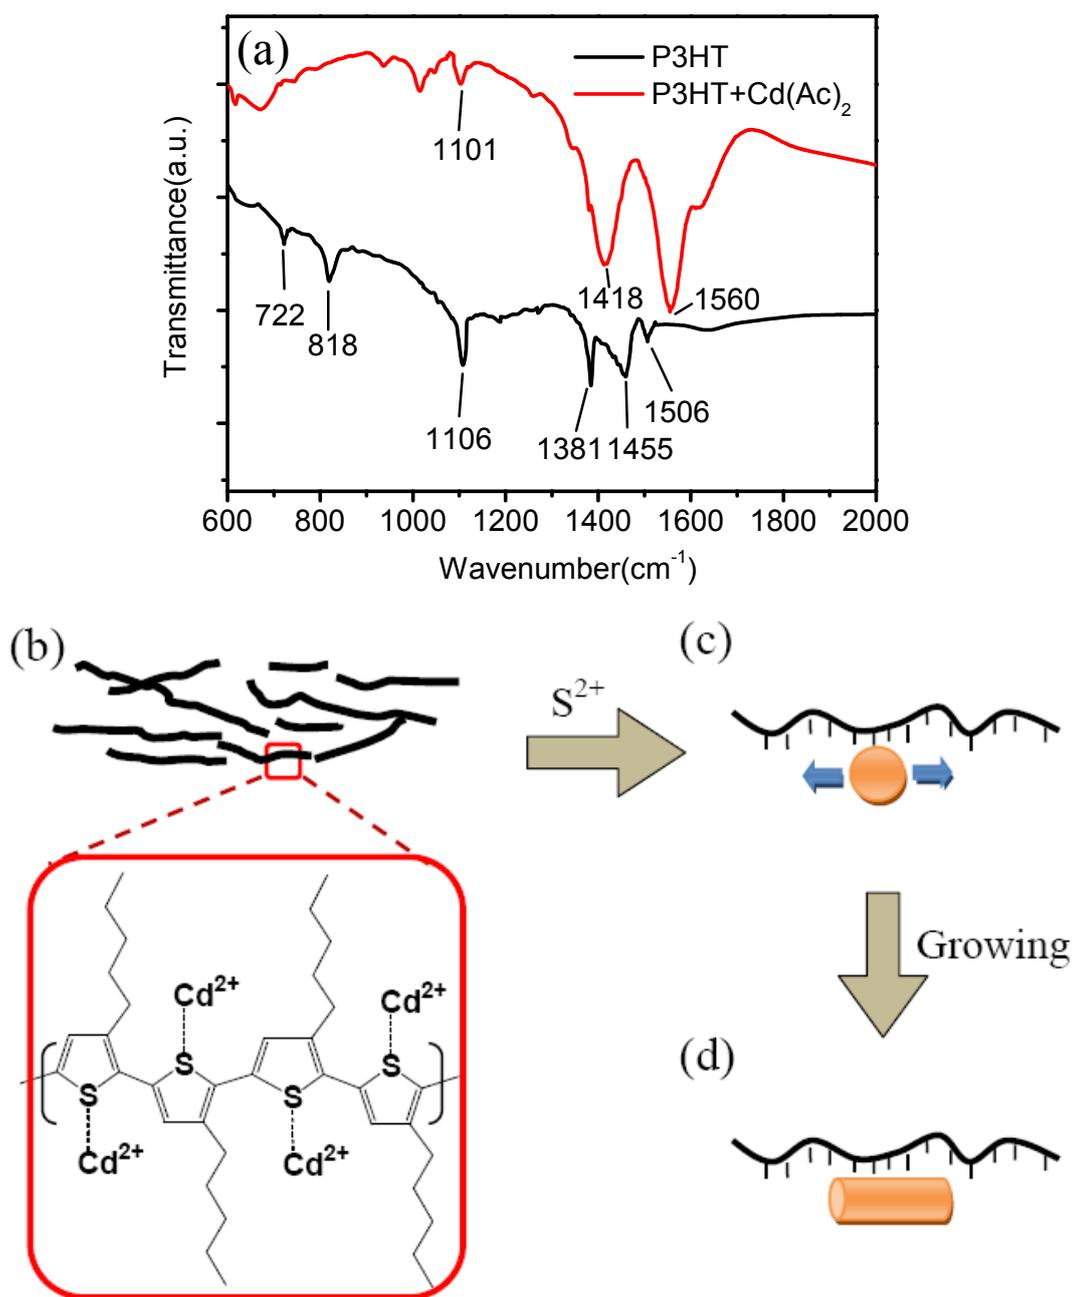 (a)
P3HT
P3HT+Cd(Ac)2
Transmittance(a.u.)
1101
1418
1560
722
818
1106
1381
1455
1506
600 800 1000 1200 1400 1600 1800 2000
Wavenumber(cm-1)
(b)
S2+
(c)
Growing
(d)
Cd2+
Cd2+
S
S
S
S
Cd2+
Cd2+